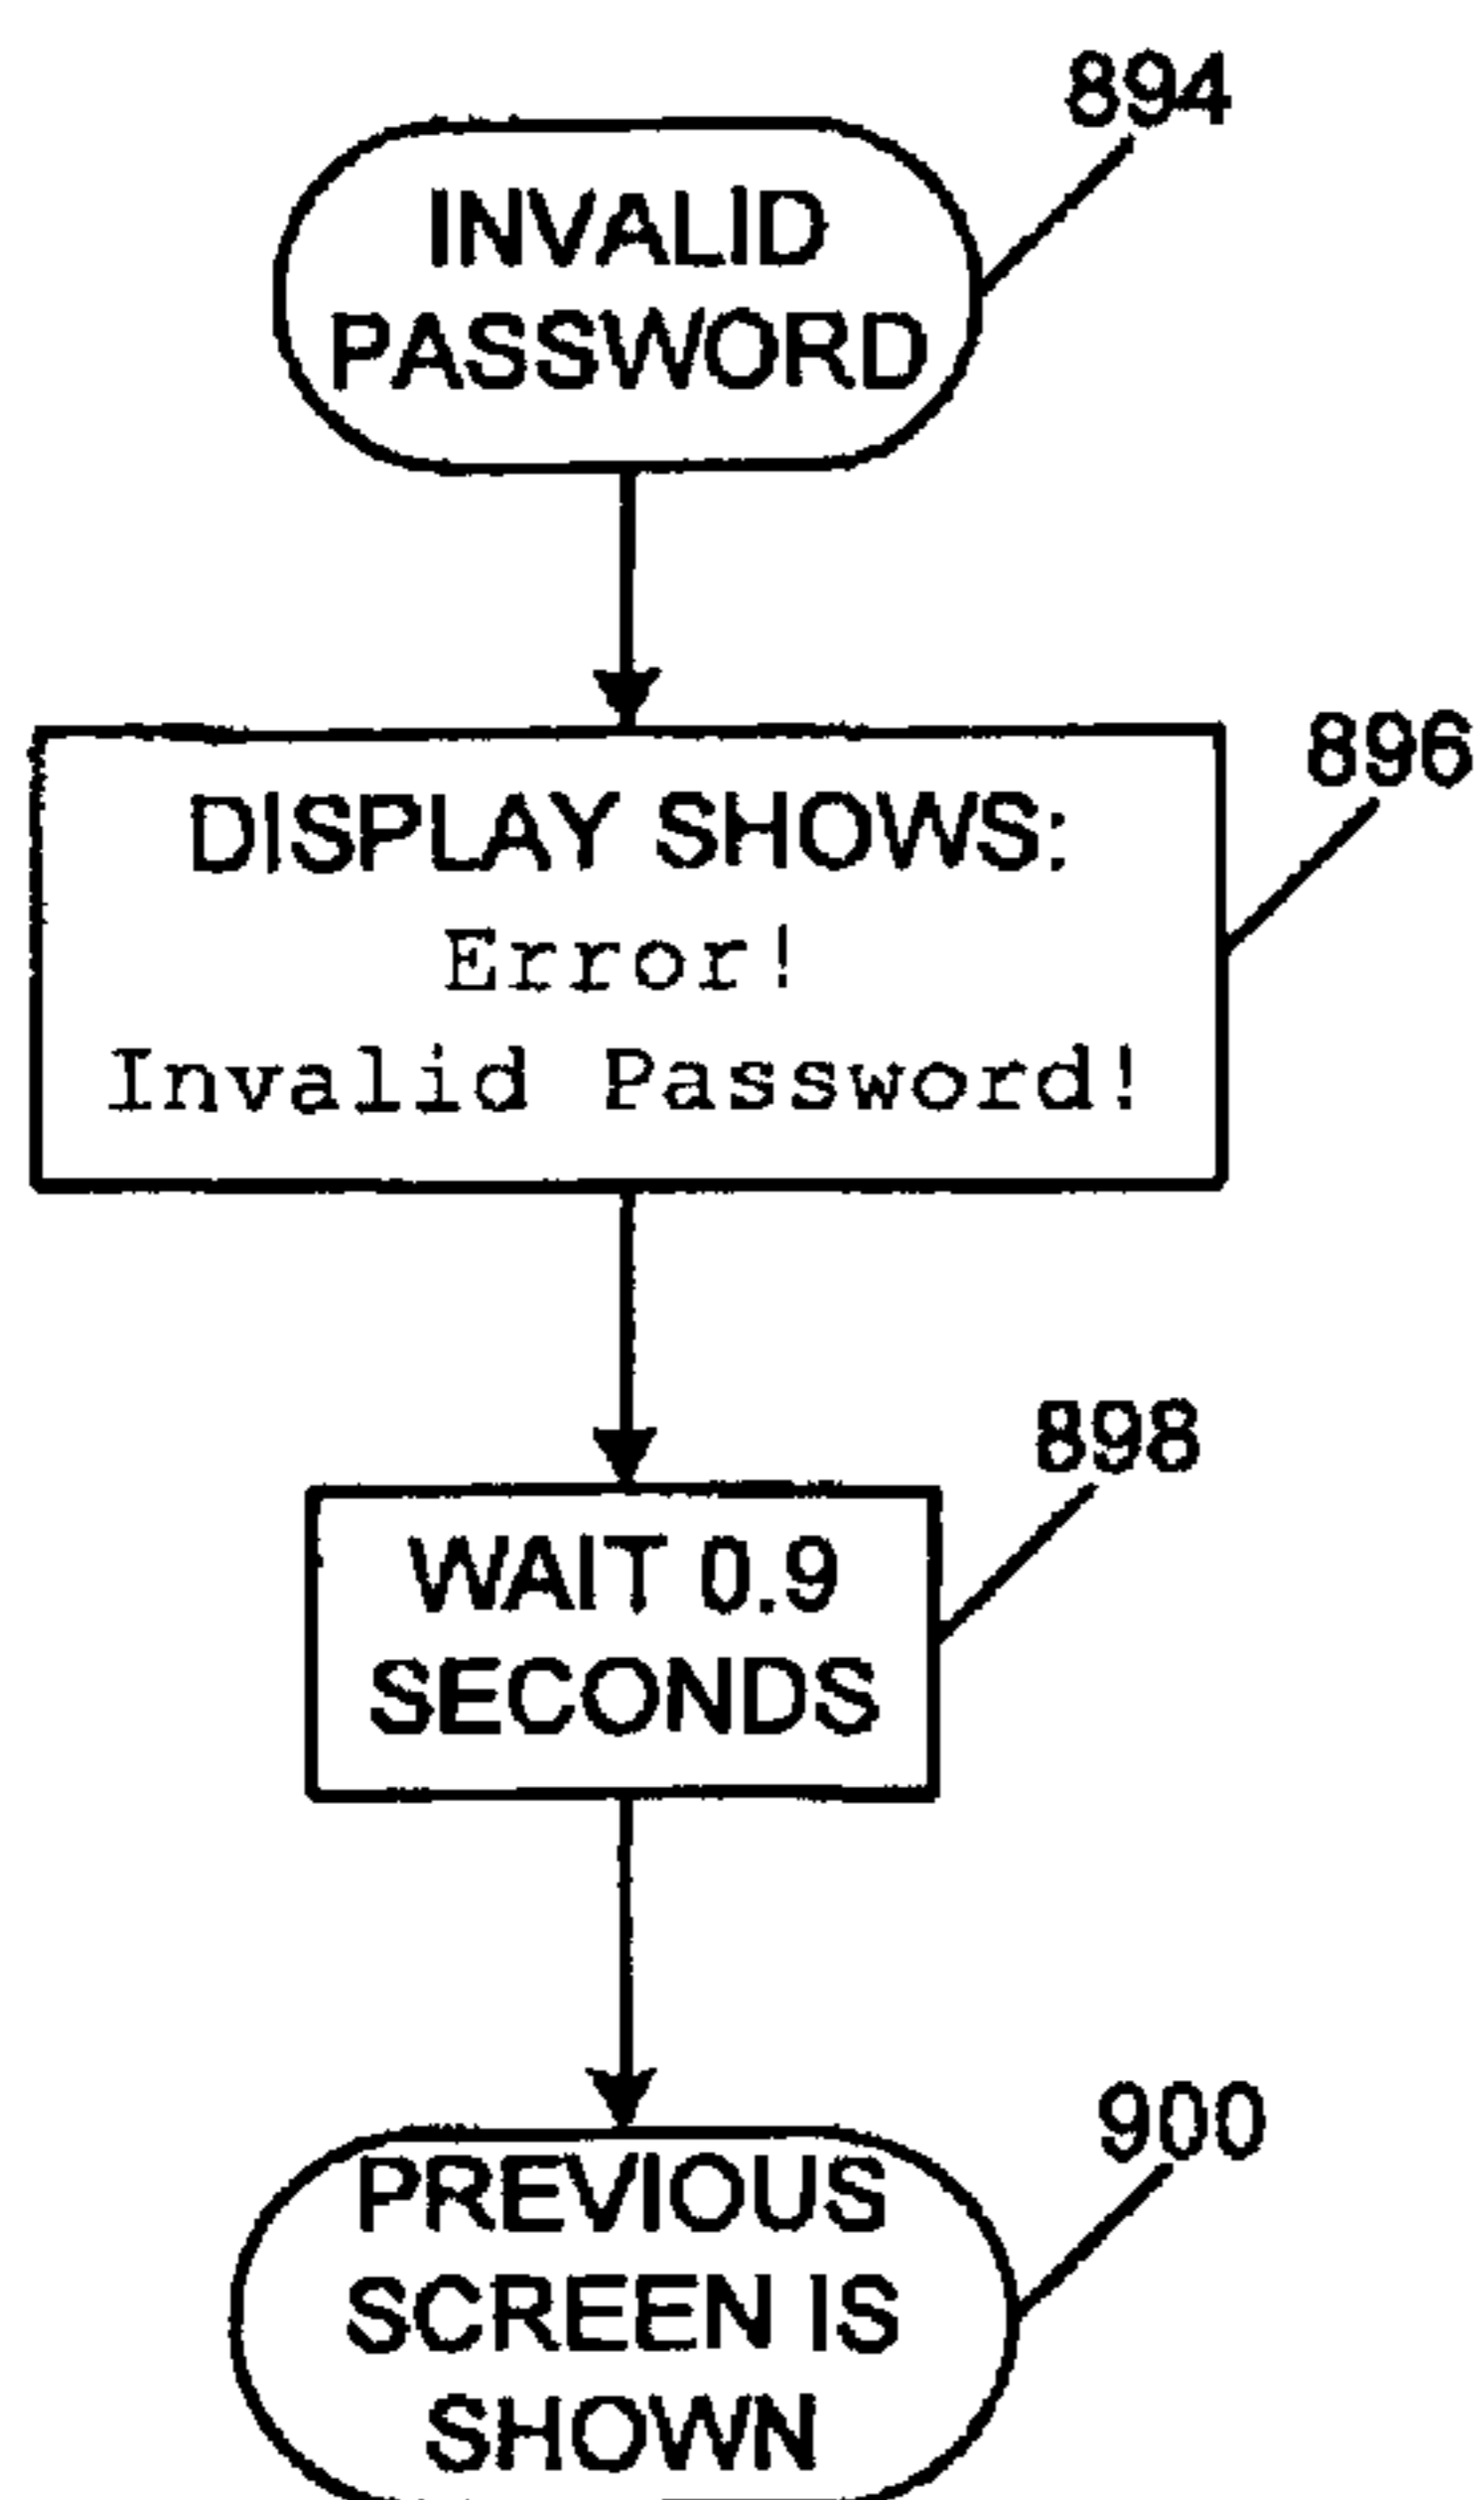 894
INVALID
PASSWORD
896
DISPLAY SHOWS:
Error!
Invalid Password!
898
WAIT 0.9
SECONDS
900
PREVIOUS
SCREEN IS
SHOWN